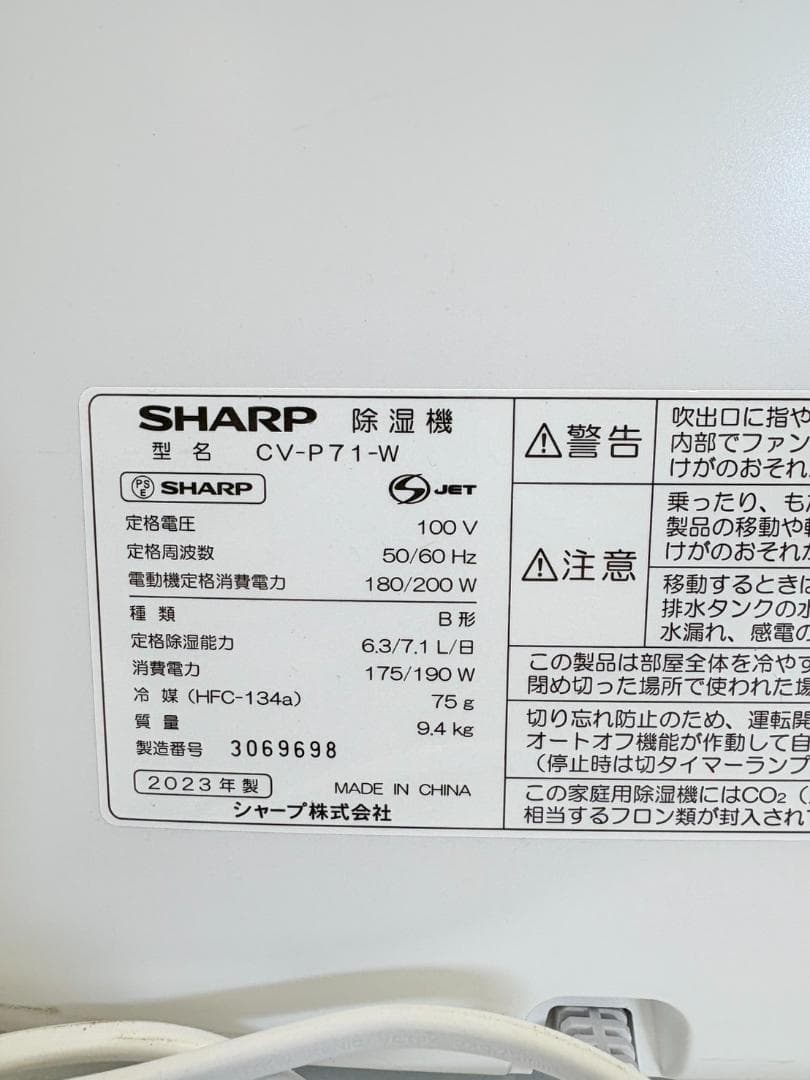 SHARP 除湿機
型名 CV-P71-W
PS E SHARP
S JET
定格電圧 100 V
定格周波数 50/60 Hz
電動機定格消費電力 180/200 W
種類 B 形
定格除湿能力 6.3/7.1 L/日
消費電力 175/190 W
冷媒 (HFC-134a) 75 g
質量 9.4 kg
製造番号 3069698
2023年製 MADE IN CHINA
シャープ株式会社
警告
吹出口に指や
内部でファン
けがのおそれ
注意
乗ったり、も
製品の移動や
けがのおそれが
移動するときは
排水タンクの水
水漏れ、感電の
この製品は部屋全体を冷やす
閉め切った場所で使われた場
切り忘れ防止のため、運転開
オートオフ機能が作動して自
(停止時は切タイマーランプ
この家庭用除湿機にはCO₂(
相当するフロン類が封入されて